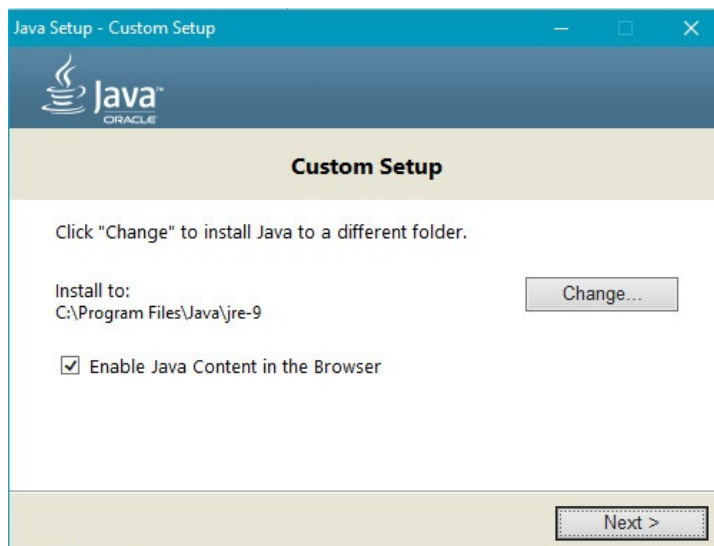 Java Setup - Custom Setup
Java™
ORACLE
Custom Setup
Click "Change" to install Java to a different folder.
Install to:
Change...
C:\Program Files\Java\jre-9
Enable Java Content in the Browser
Next >